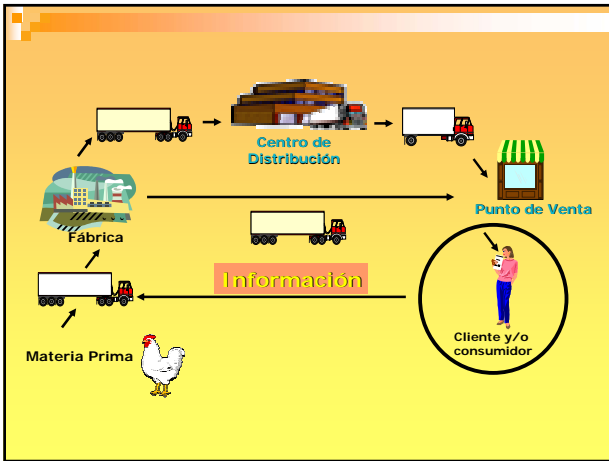 Centro de
Distribución
Punto de Venta
Fábrica
Información
Cliente y/o
consumidor
Materia Prima